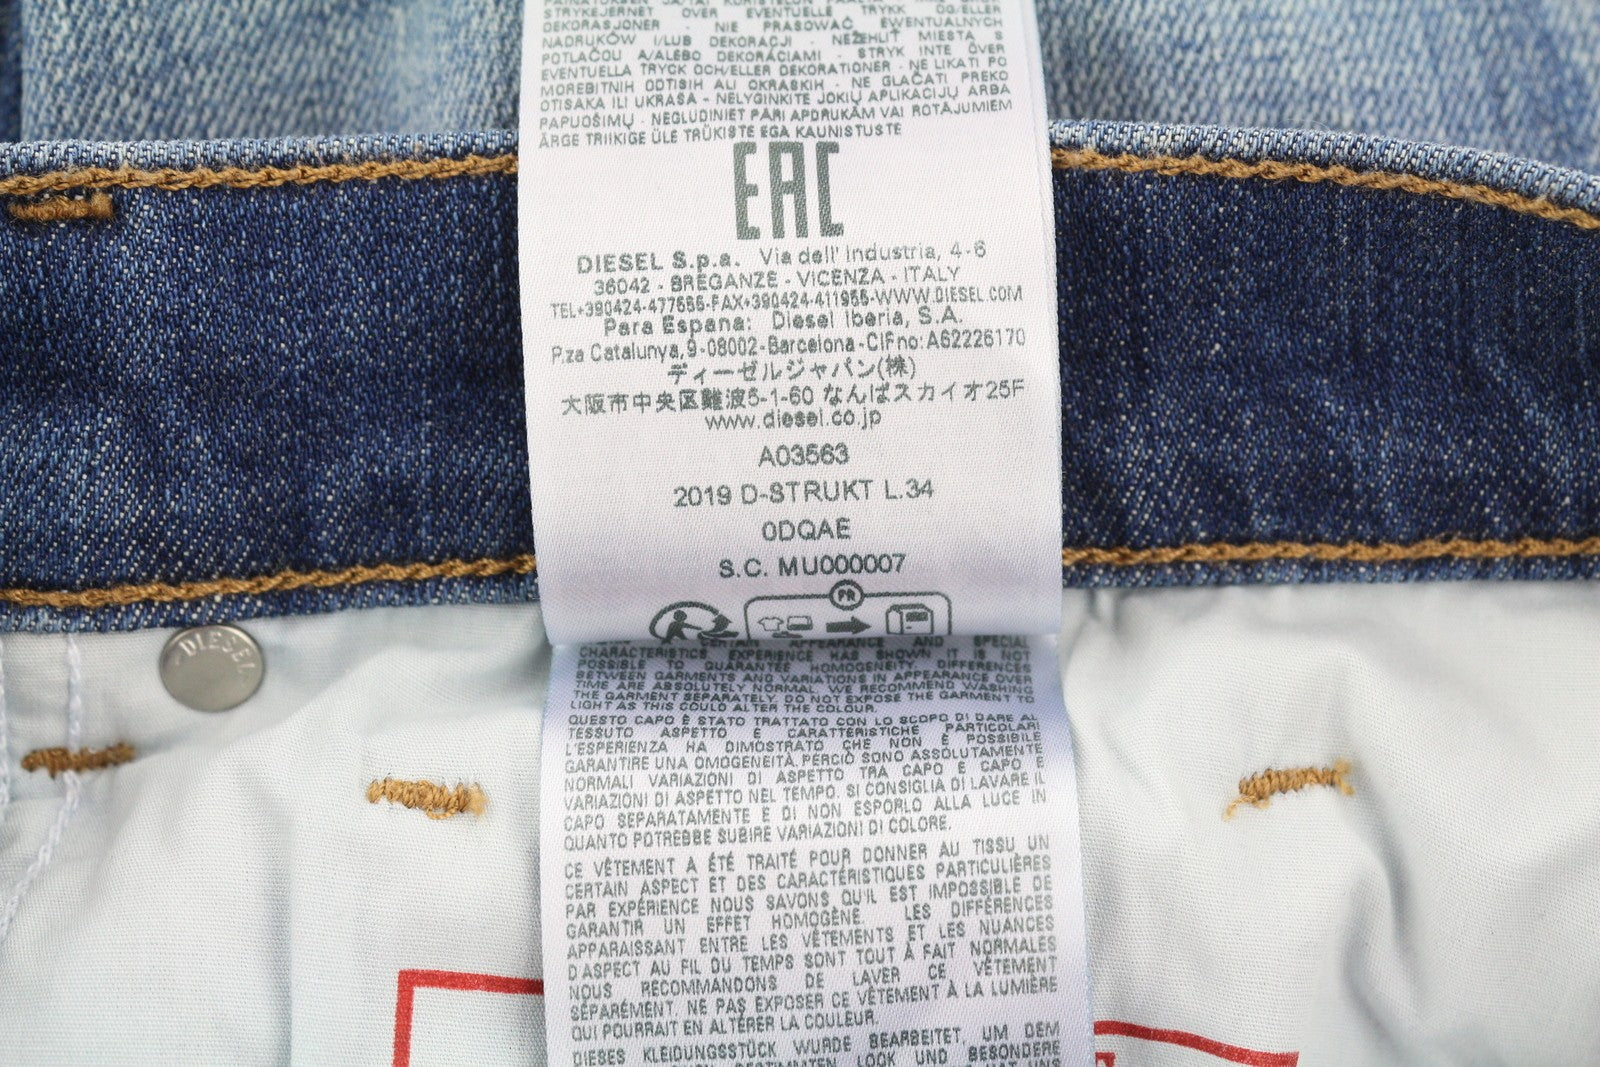 STRYKEJERNET OVER EVENTUELLE TRYKK OG/ELLER
DEKORASJONER NIE PRASOWAĆ EWENTUALNYCH
NADRUKÓW I/LUB DEKORACJI NEŽEHLIŤ MIESTA S
POTLAČOU A/ALEBO DEKORÁCIAMI - STRYK INTE ÖVER
EVENTUELLA TRYCK OCH/ELLER DEKORATIONER - NE LIKATI PO
MOREBITNIH ODTISIH ALI OKRASKIH - NE GLAČATI PREKO
OTISAKA ILI UKRASA - NELYGINKITE JOKIŲ APLIKACIJŲ ARBA
PAPUOŠIMŲ - NEGLUDINIET PĀRI APDRUKĀM VAI ROTĀJUMIEM
ÄRGE TRIIKIGE ÜLE TRÜKISTE EGA KAUNISTUSTE
EAC
DIESEL S.p.a. Via dell' Industria, 4-6
36042 - BREGANZE - VICENZA - ITALY
TEL+390424-477555-FAX+390424-411955-WWW.DIESEL.COM
Para Espana: Diesel Iberia, S.A.
P.za Catalunya,9-08002-Barcelona-CIFno:A62226170
ディーゼルジャパン(株)
大阪市中央区難波5-1-60 なんばスカイオ25F
www.diesel.co.jp
A03563
2019 D-STRUKT L.34
0DQAE
S.C. MU000007
FR
DIESEL
CERTAIN APPEARANCE AND SPECIAL
CHARACTERISTICS EXPERIENCE HAS SHOWN IT IS NOT
POSSIBLE TO GUARANTEE HOMOGENEITY. DIFFERENCES
BETWEEN GARMENTS AND VARIATIONS IN APPEARANCE OVER
TIME ARE ABSOLUTELY NORMAL. WE RECOMMEND WASHING
THE GARMENT SEPARATELY. DO NOT EXPOSE THE GARMENT TO
LIGHT AS THIS COULD ALTER THE COLOUR.
QUESTO CAPO È STATO TRATTATO CON LO SCOPO DI DARE AL
TESSUTO ASPETTO E CARATTERISTICHE PARTICOLARI
L'ESPERIENZA HA DIMOSTRATO CHE NON È POSSIBILE
GARANTIRE UNA OMOGENEITÀ. PERCIÒ SONO ASSOLUTAMENTE
NORMALI VARIAZIONI DI ASPETTO TRA CAPO E CAPO E
VARIAZIONI DI ASPETTO NEL TEMPO. SI CONSIGLIA DI LAVARE IL
CAPO SEPARATAMENTE E DI NON ESPORLO ALLA LUCE IN
QUANTO POTREBBE SUBIRE VARIAZIONI DI COLORE.
CE VÊTEMENT A ÉTÉ TRAITÉ POUR DONNER AU TISSU UN
CERTAIN ASPECT ET DES CARACTÉRISTIQUES PARTICULIÈRES
PAR EXPÉRIENCE NOUS SAVONS QU'IL EST IMPOSSIBLE DE
GARANTIR UN EFFET HOMOGÈNE. LES DIFFÉRENCES
APPARAISSANT ENTRE LES VÊTEMENTS ET LES NUANCES
D'ASPECT AU FIL DU TEMPS SONT TOUT À FAIT NORMALES
NOUS RECOMMANDONS DE LAVER CE VÊTEMENT
SÉPARÉMENT. NE PAS EXPOSER CE VÊTEMENT À LA LUMIÈRE
QUI POURRAIT EN ALTÉRER LA COULEUR.
DIESES KLEIDUNGSSTÜCK WURDE BEARBEITET, UM DEM
BESTIMMTEN LOOK UND BESONDERE